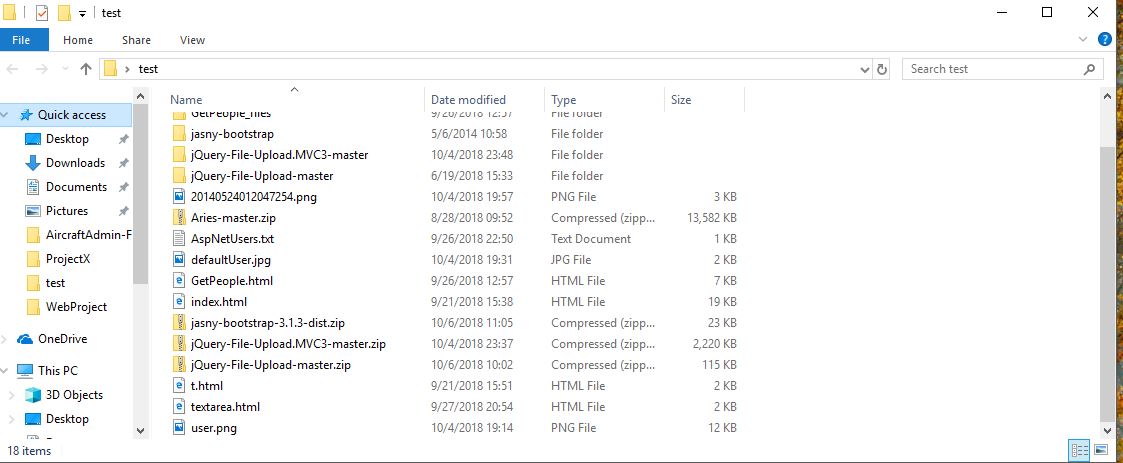 test
File Home Share View
test Search test
Name Date modified Type Size
Quick access
Desktop
Downloads
Documents
Pictures
AircraftAdmin-F
ProjectX
test
WebProject
OneDrive
This PC
3D Objects
Desktop
GetPeople_files 9/26/2018 12:57 File folder
jasny-bootstrap 5/6/2014 10:58 File folder
jQuery-File-Upload.MVC3-master 10/4/2018 23:48 File folder
jQuery-File-Upload-master 6/19/2018 15:33 File folder
20140524012047254.png 10/4/2018 19:57 PNG File 3 KB
Aries-master.zip 8/28/2018 09:52 Compressed (zipp... 13,582 KB
AspNetUsers.txt 9/26/2018 22:50 Text Document 1 KB
defaultUser.jpg 10/4/2018 19:31 JPG File 2 KB
GetPeople.html 9/26/2018 12:57 HTML File 7 KB
index.html 9/21/2018 15:38 HTML File 19 KB
jasny-bootstrap-3.1.3-dist.zip 10/6/2018 11:05 Compressed (zipp... 23 KB
jQuery-File-Upload.MVC3-master.zip 10/4/2018 23:37 Compressed (zipp... 2,220 KB
jQuery-File-Upload-master.zip 10/6/2018 10:02 Compressed (zipp... 115 KB
t.html 9/21/2018 15:51 HTML File 2 KB
textarea.html 9/27/2018 20:54 HTML File 2 KB
user.png 10/4/2018 19:14 PNG File 12 KB
18 items